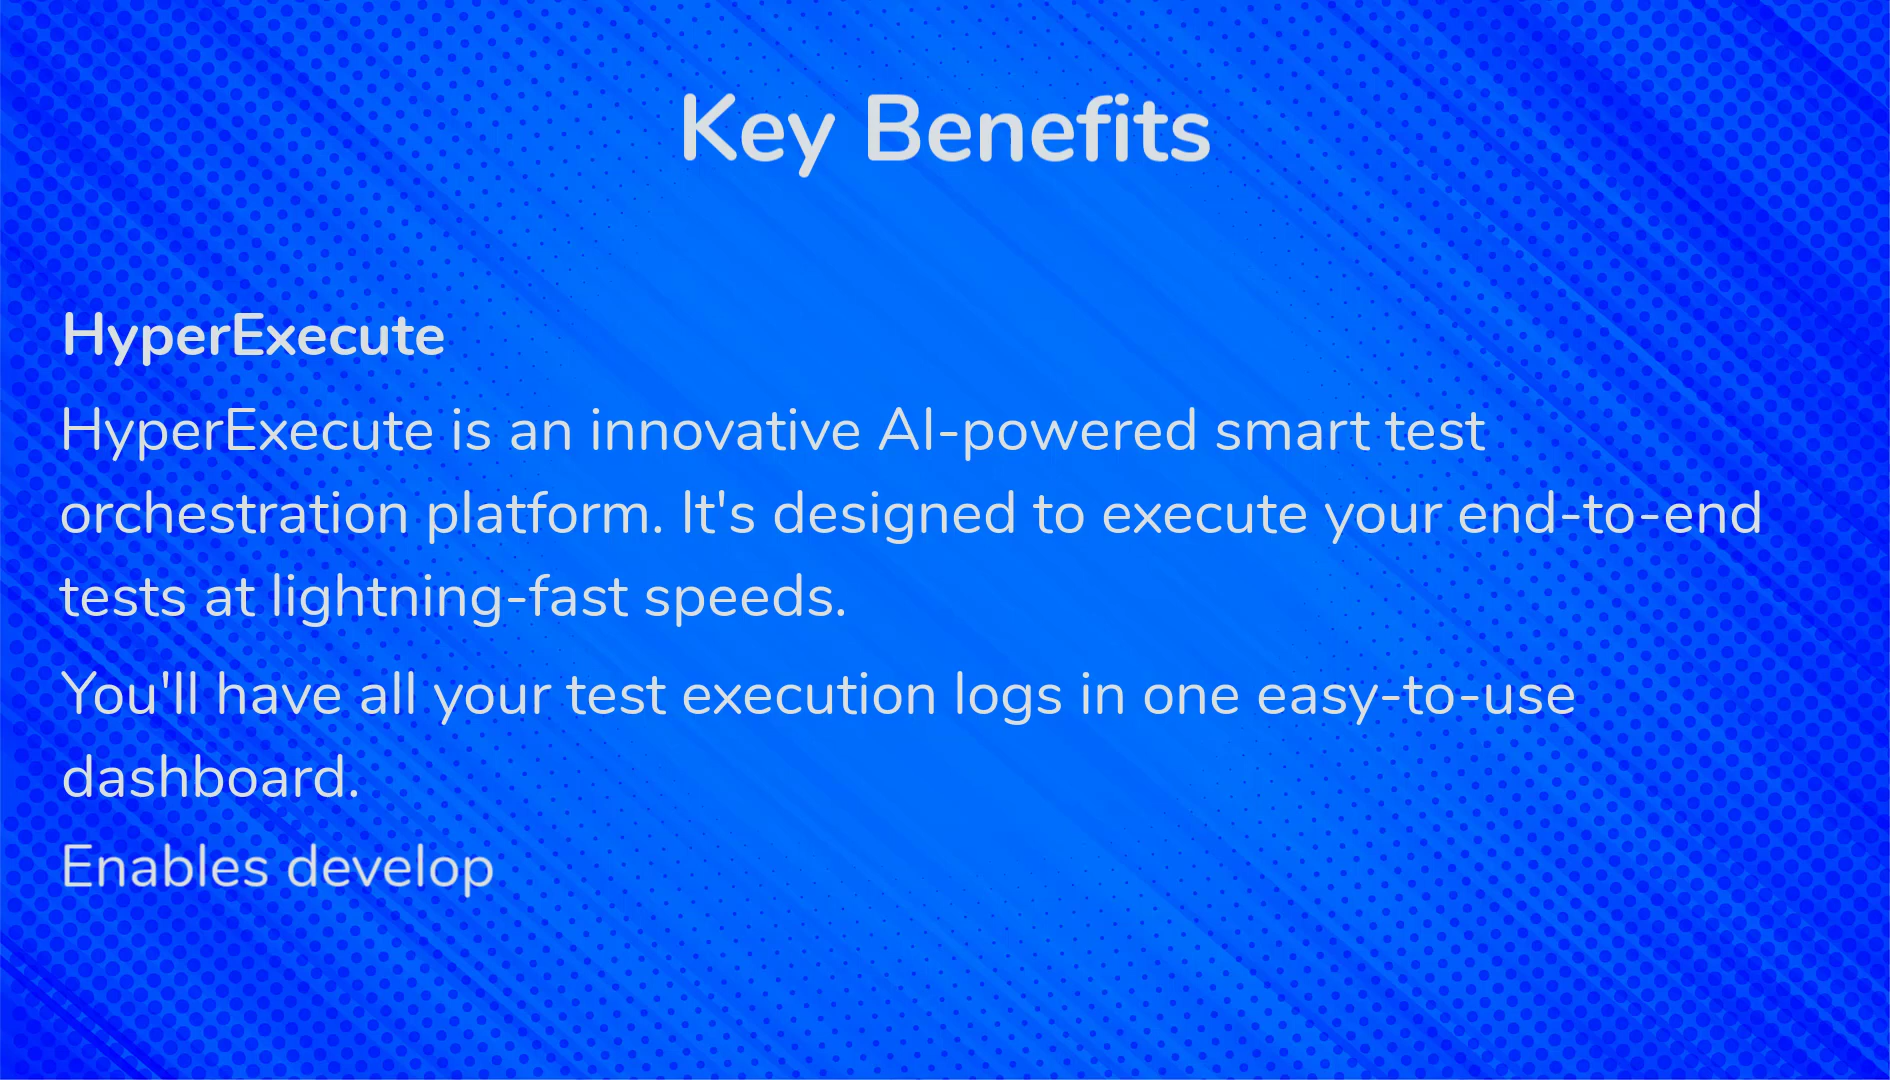 Key Benefits
HyperExecute
HyperExecute is an innovative AI-powered smart test
orchestration platform. It's designed to execute your end-to-end
tests at lightning-fast speeds.
You'll have all your test execution logs in one easy-to-use
dashboard.
Enables develop